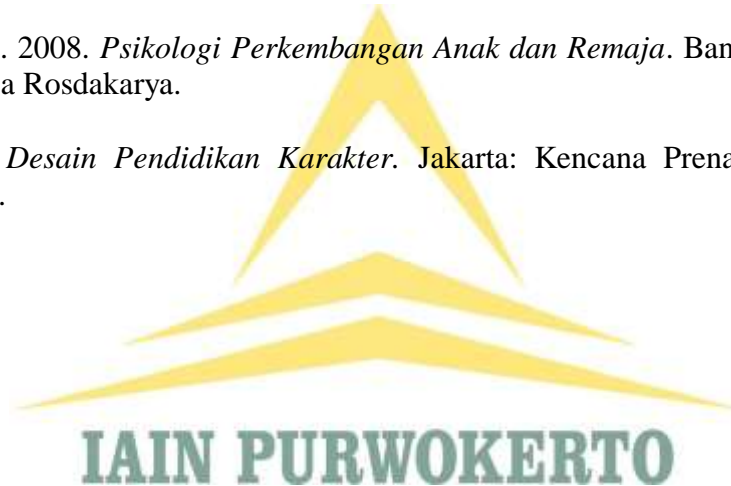 . 2008. Psikologi Perkembangan Anak dan Remaja. Ban
a Rosdakarya.
Desain Pendidikan Karakter. Jakarta: Kencana Prena
.
IAIN PURWOKERTO